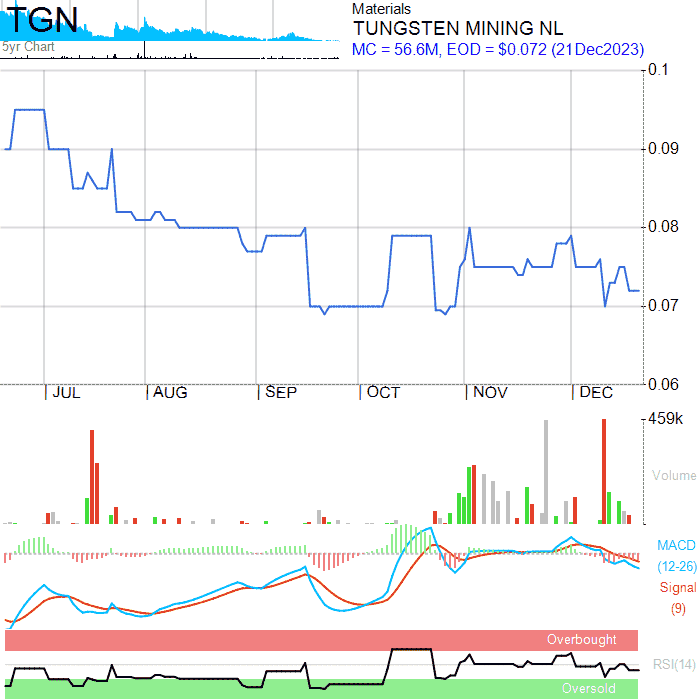 TGN
5yr Chart
Materials
TUNGSTEN MINING NL
MC = 56.6M, EOD = $0.072 (21Dec2023)
0.1
0.09
0.08
0.07
0.06
JUL AUG SEP OCT NOV DEC
459k
Volume
MACD
(12-26)
Signal
(9)
Overbought
RSI(14)
Oversold